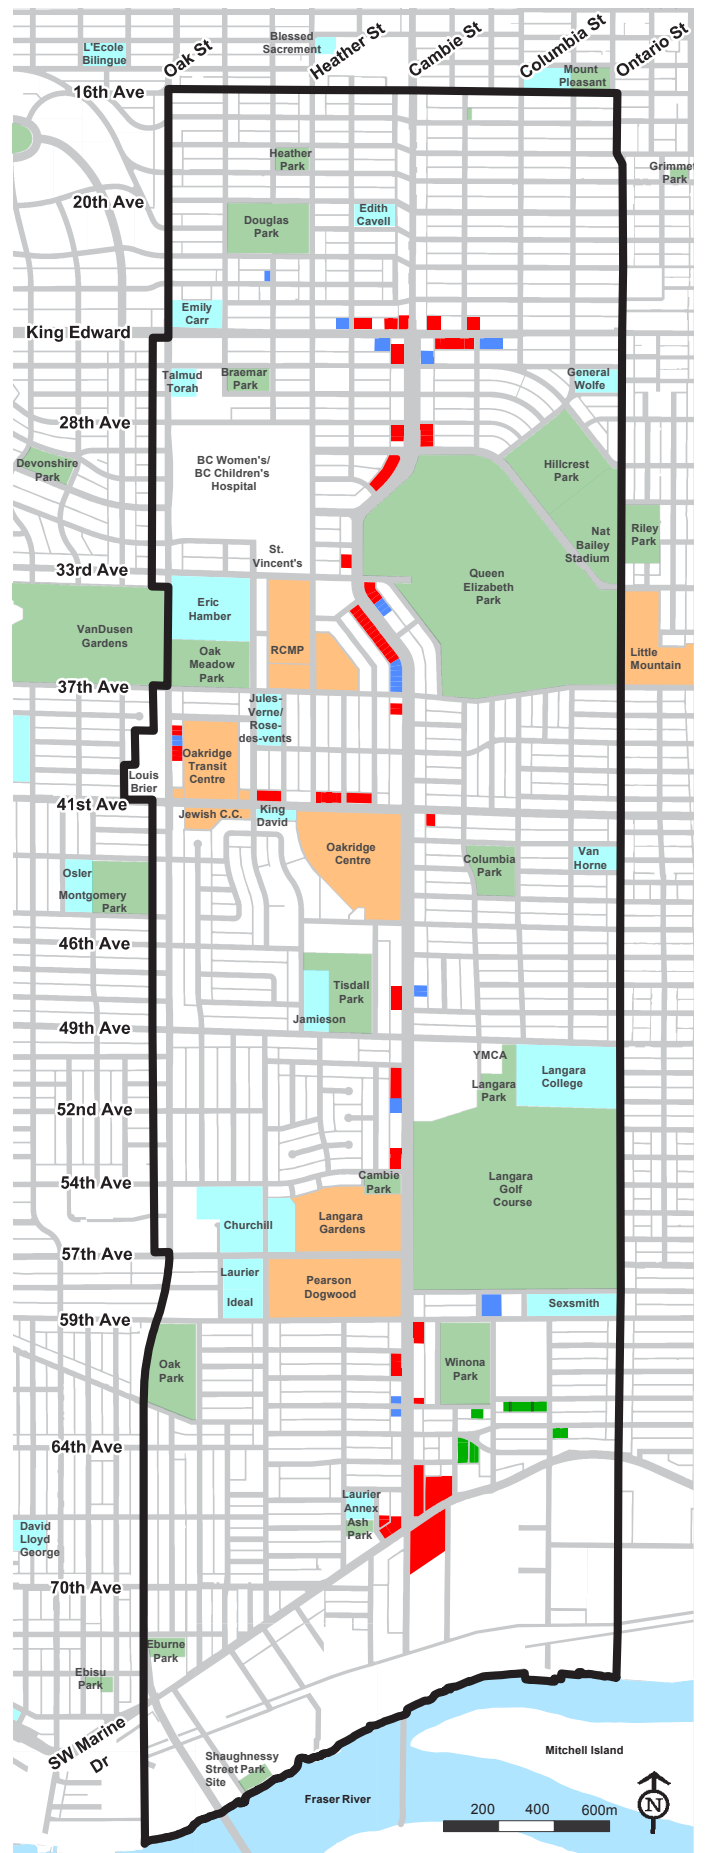 L'Ecole
Bilingue
Oak St
Blessed
Sacrement
Heather St
Cambie St
Columbia St
Ontario St
Mount
Pleasant
16th Ave
Heather
Park
Grimmet
Park
20th Ave
Douglas
Park
Edith
Cavell
Emily
Carr
King Edward
Talmud
Torah
Braemar
Park
General
Wolfe
28th Ave
Devonshire
Park
BC Women's/
BC Children's
Hospital
Hillcrest
Park
Nat
Bailey
Stadium
Riley
Park
St.
Vincent's
33rd Ave
Queen
Elizabeth
Park
Eric
Hamber
VanDusen
Gardens
Oak
Meadow
Park
RCMP
Little
Mountain
37th Ave
Jules-
Verne/
Rose-
des-vents
Oakridge
Transit
Centre
Louis
Brier
41st Ave
Jewish C.C.
King
David
Oakridge
Centre
Columbia
Park
Van
Horne
Osler
Montgomery
Park
46th Ave
Tisdall
Park
Jamieson
49th Ave
YMCA
Langara
Park
Langara
College
52nd Ave
Cambie
Park
54th Ave
Langara
Golf
Course
Churchill
Langara
Gardens
57th Ave
Laurier
Ideal
Pearson
Dogwood
Sexsmith
59th Ave
Oak
Park
Winona
Park
64th Ave
Laurier
Annex
Ash
Park
David
Lloyd
George
70th Ave
Eburne
Park
Ebisu
Park
SW Marine
Dr
Shaughnessy
Street Park
Site
Mitchell Island
Fraser River
200 400 600m
N